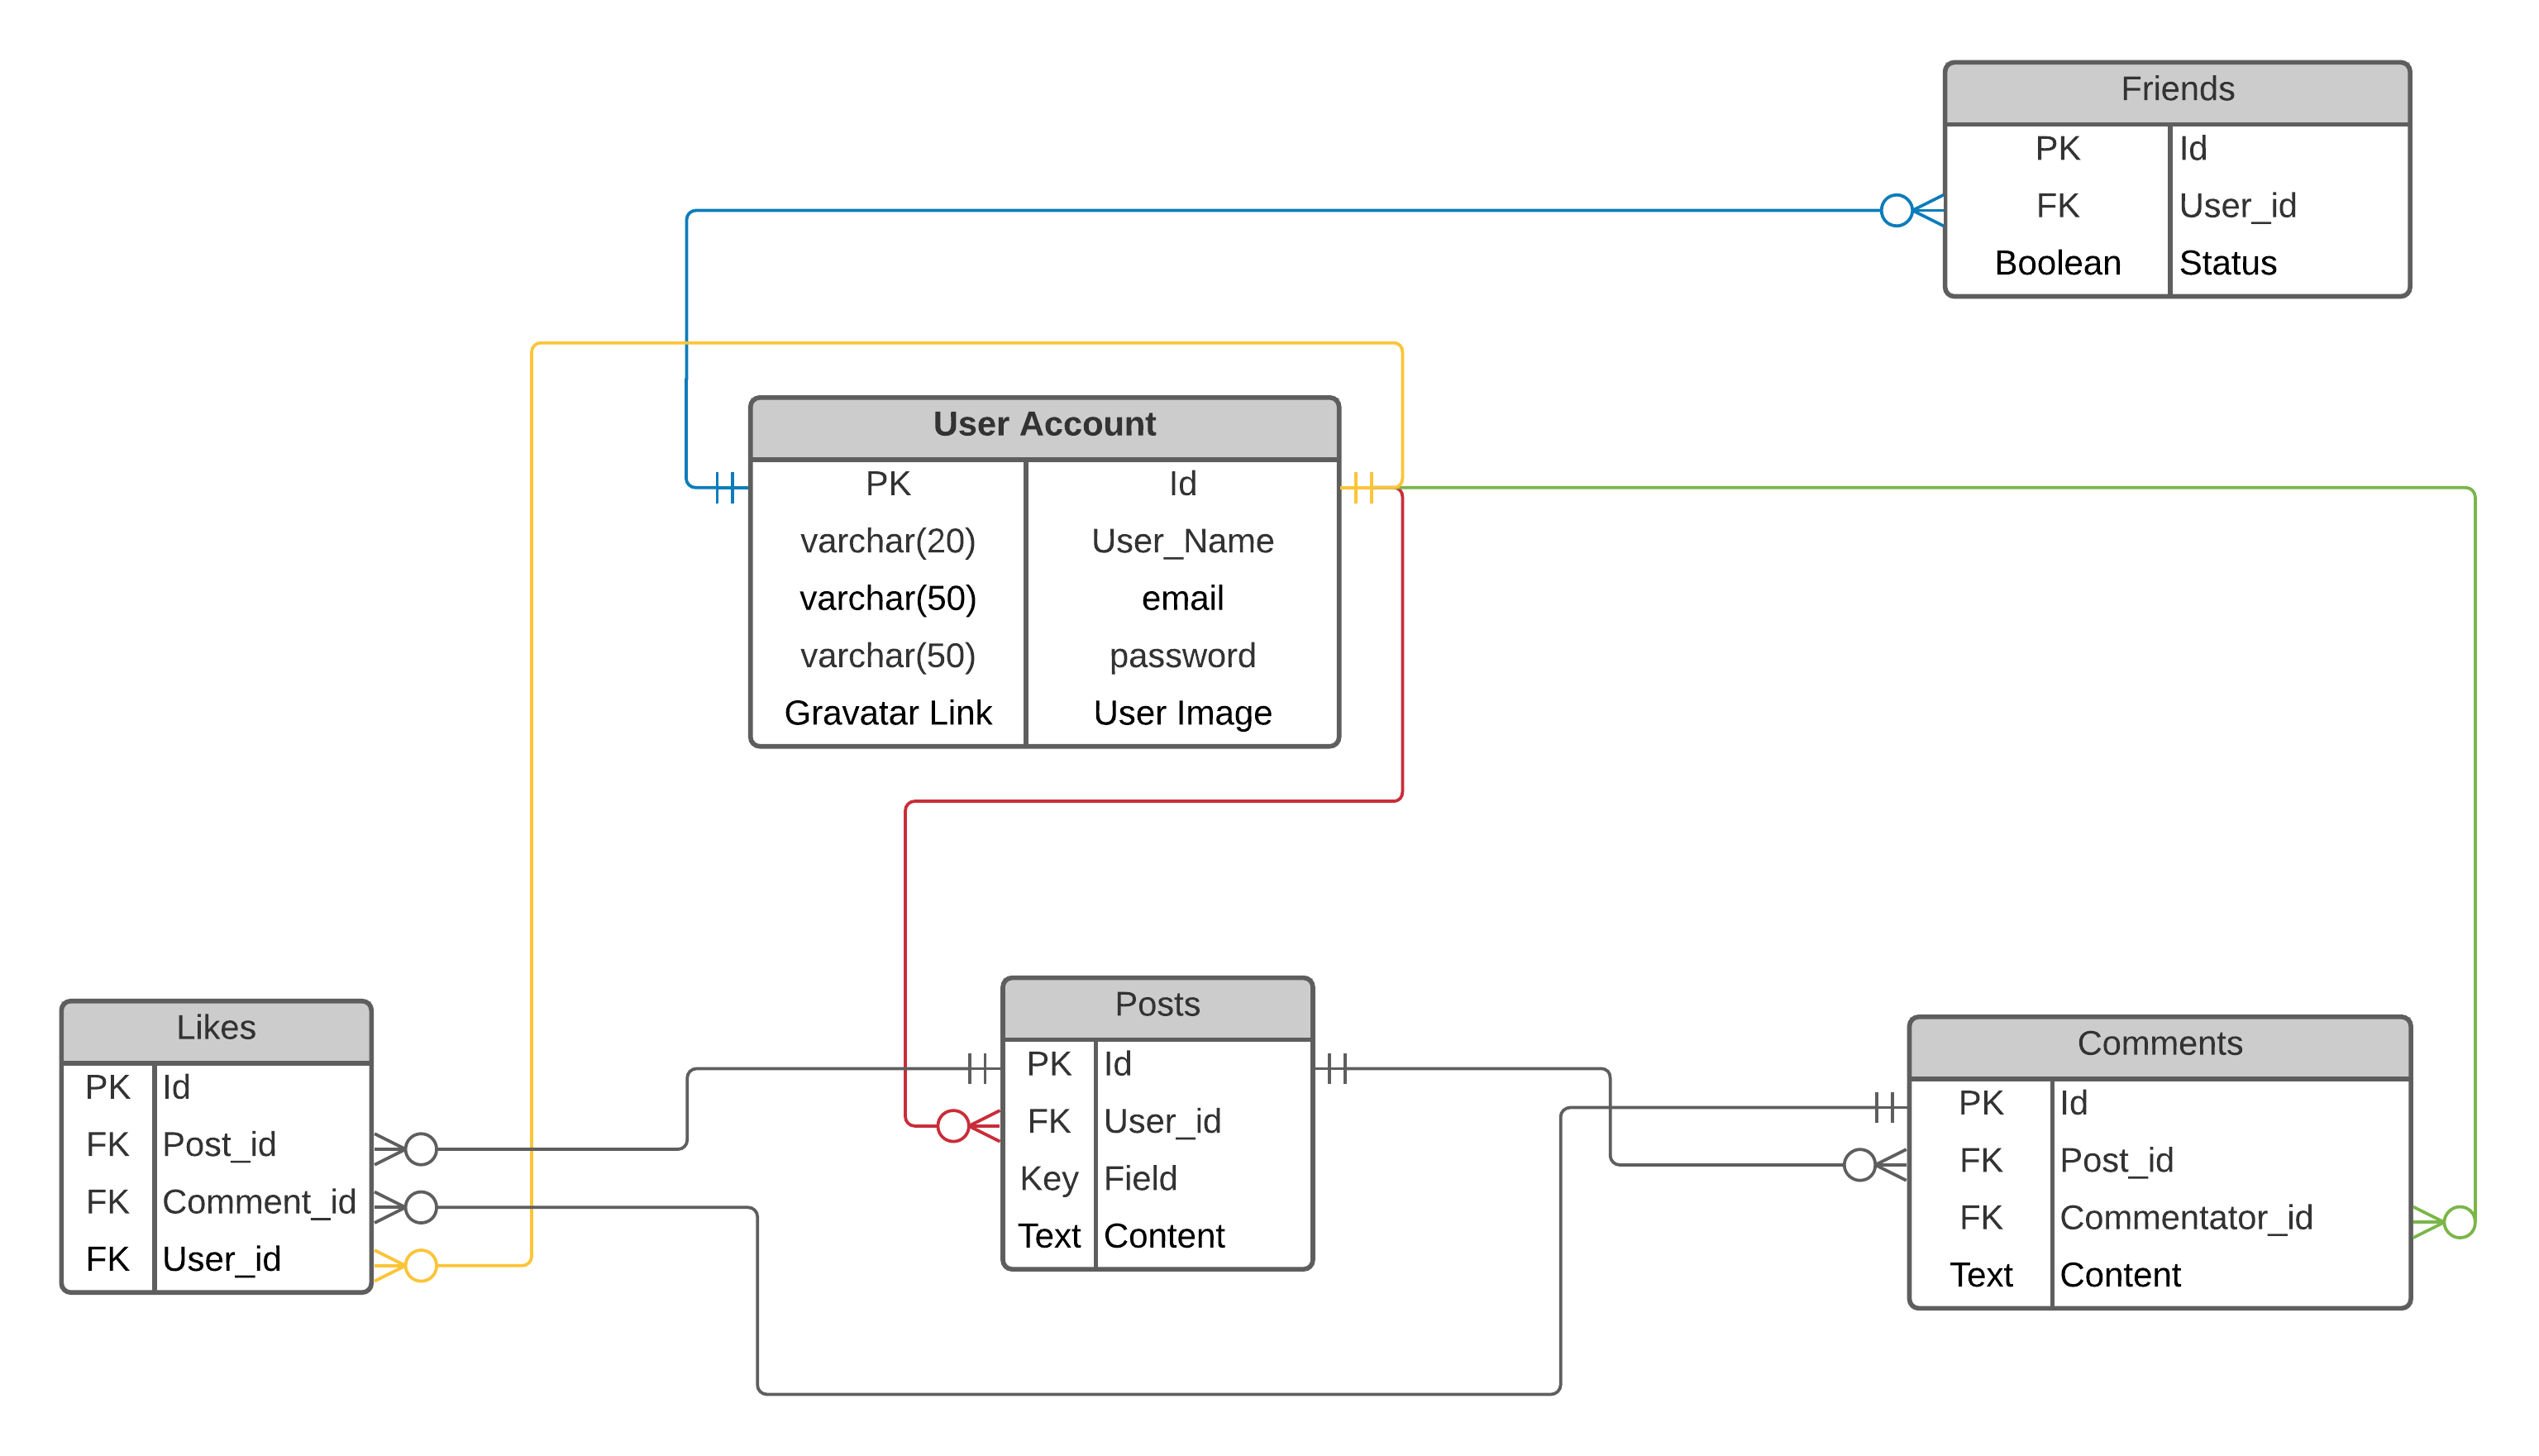 Friends
PK Id
FK User_id
Boolean Status
User Account
PK Id
varchar(20) User_Name
varchar(50) email
varchar(50) password
Gravatar Link User Image
Likes
PK Id
FK Post_id
FK Comment_id
FK User_id
Posts
PK Id
FK User_id
Key Field
Text Content
Comments
PK Id
FK Post_id
FK Commentator_id
Text Content